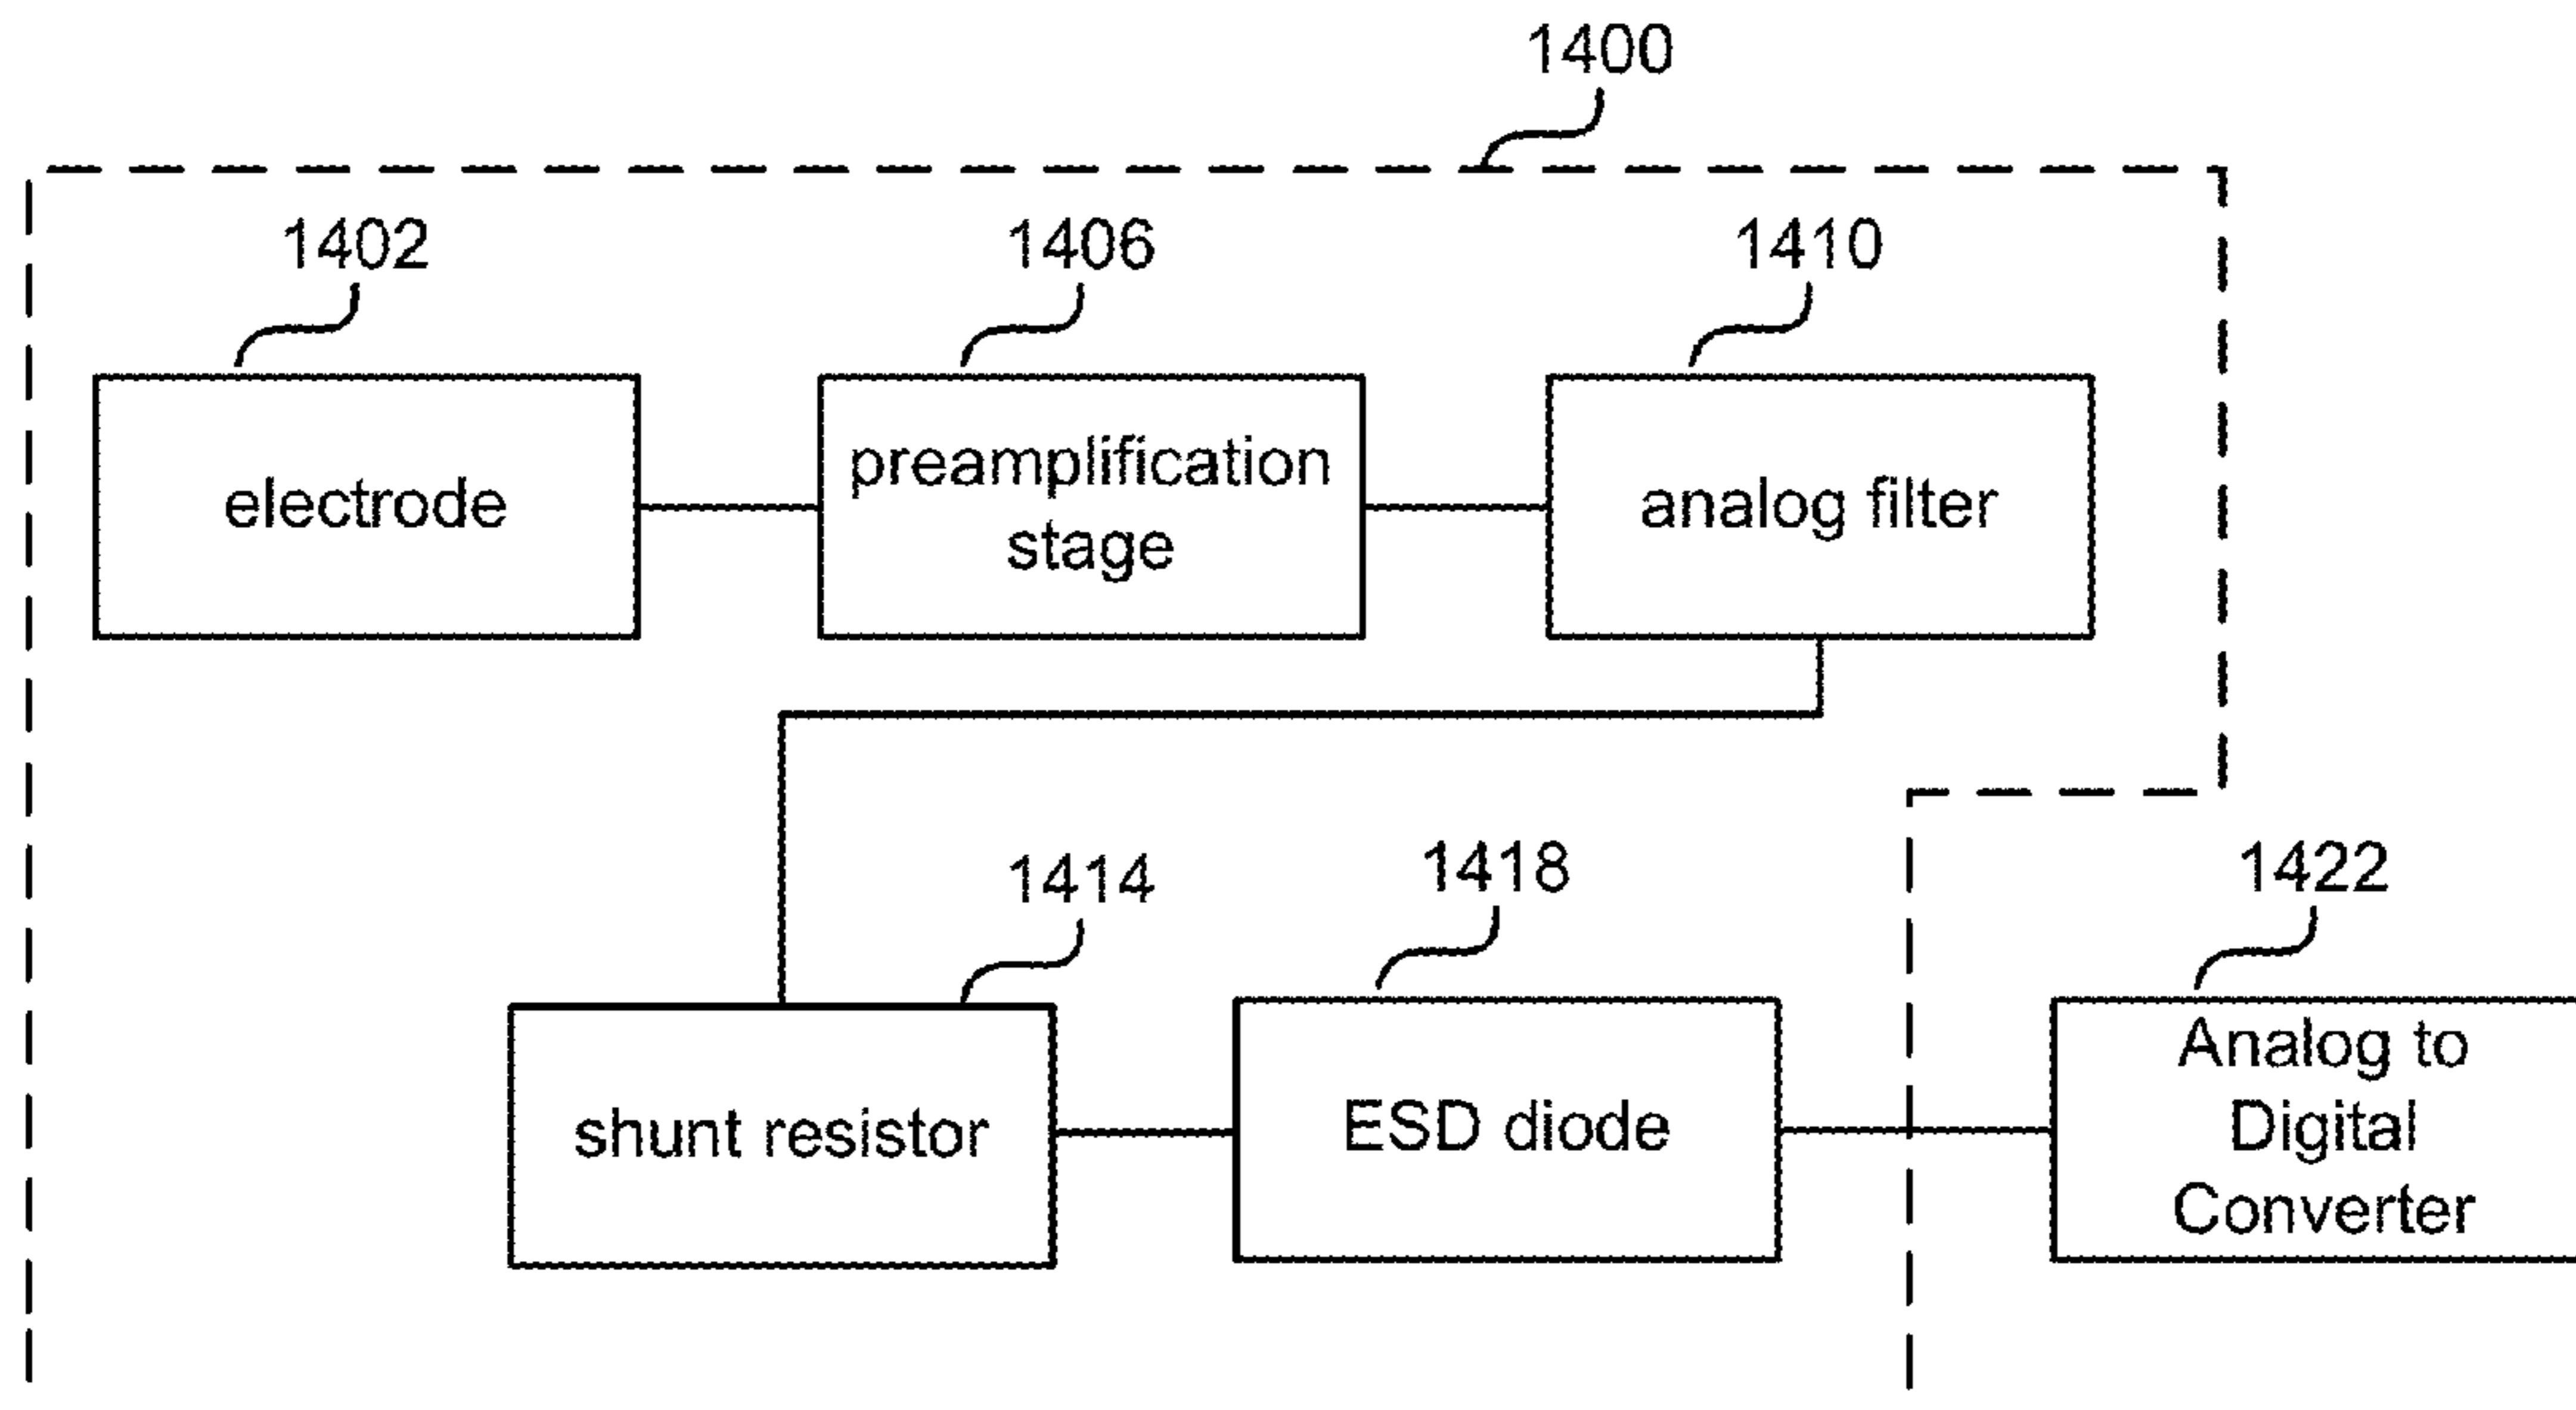 1400
1402
1406
1410
electrode
preamplification
stage
analog filter
1414
1418
1422
shunt resistor
ESD diode
Analog to
Digital
Converter